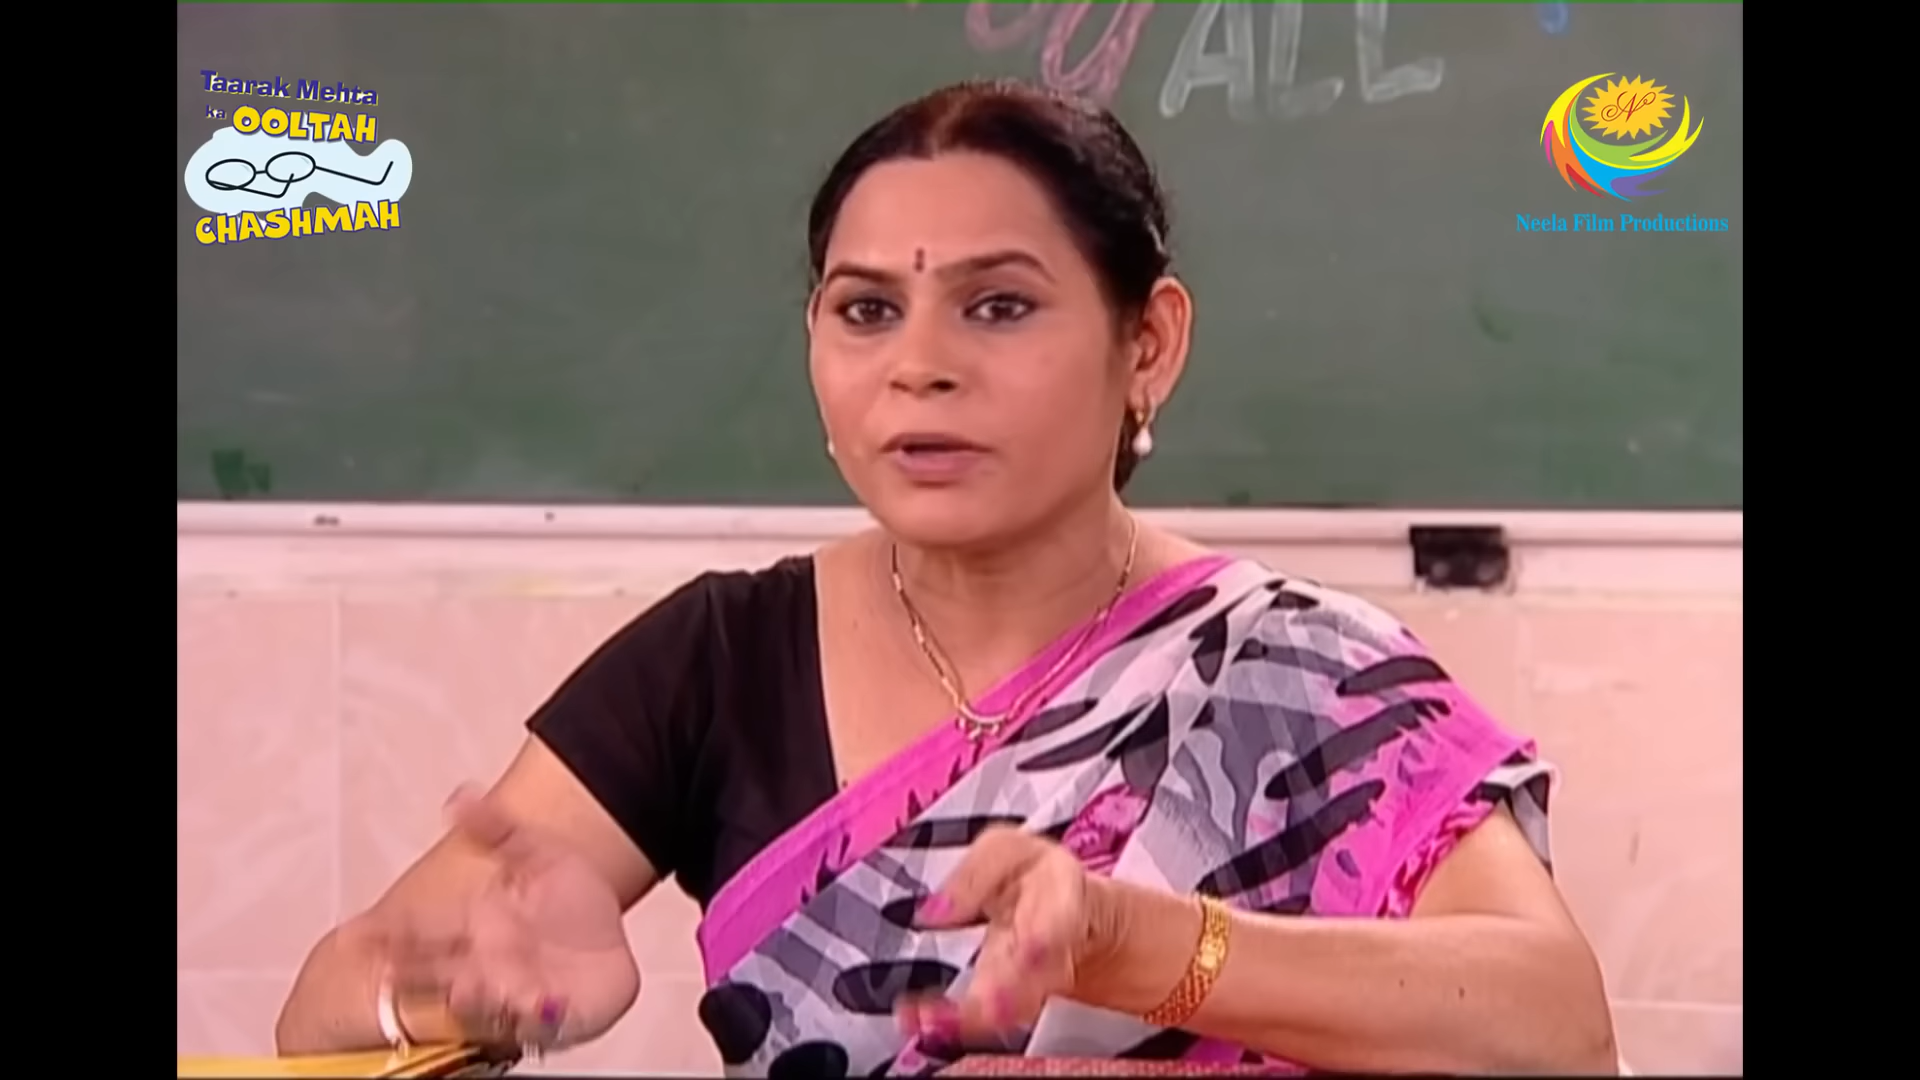 ALL
Taarak Mehta
ka OOLTAH
CHASHMAH
N
Neela Film Productions